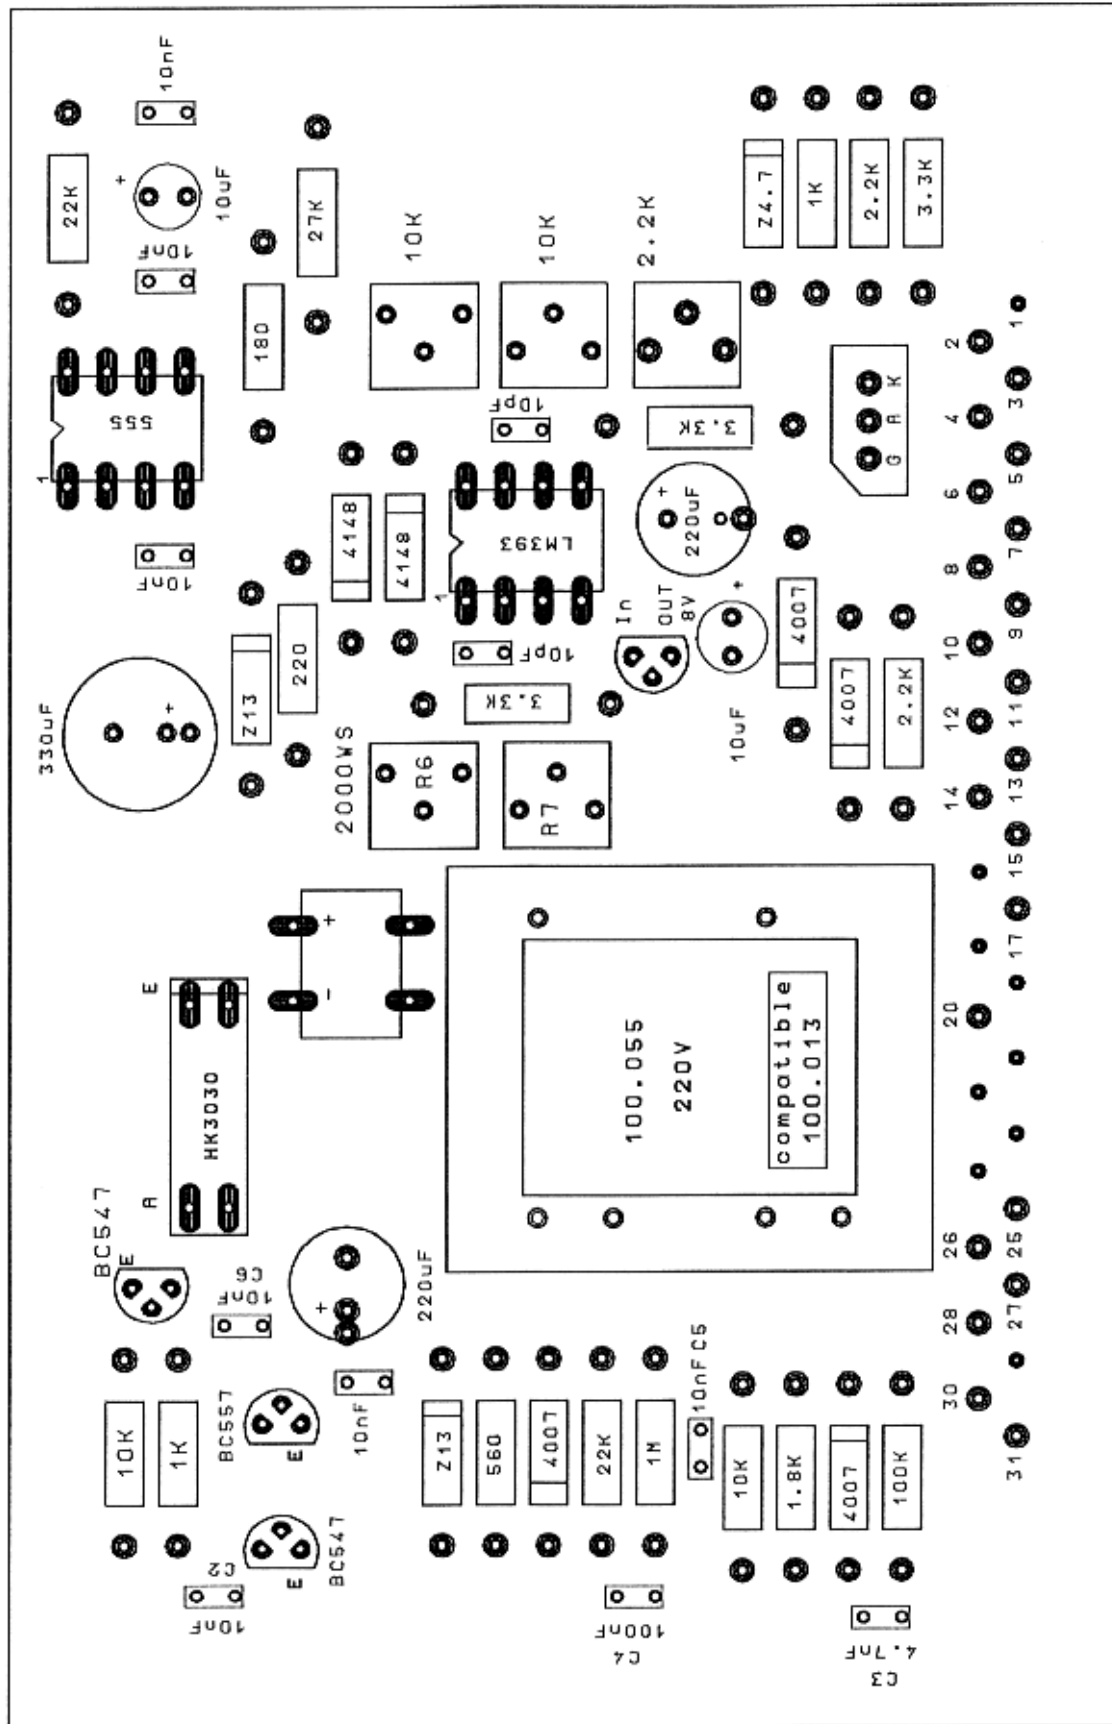 10nF
22K
+
10uF
10nF
27K
180
10K
10K
2.2K
Z4.7
1K
2.2K
3.3K
555
1
10nF
10pF
3.3K
G A K
4148
4148
LM393
1
+
220uF
10pF
In
OUT
8V
+
10uF
4007
4007
2.2K
330uF
+
Z13
220
3.3K
2000WS
R6
R7
E
HK3030
A
+
-
100.055
220V
compatible
100.013
BC547
E
C6
10nF
+
220uF
10K
1K
BC557
E
10nF
BC547
E
C2
10nF
Z13
560
4007
22K
1M
10nF C5
10K
1.8K
4007
100K
100nF
C4
4.7nF
C3
1
2
3
4
5
6
7
8
9
10
11
12
13
14
15
17
20
25
26
27
28
30
31